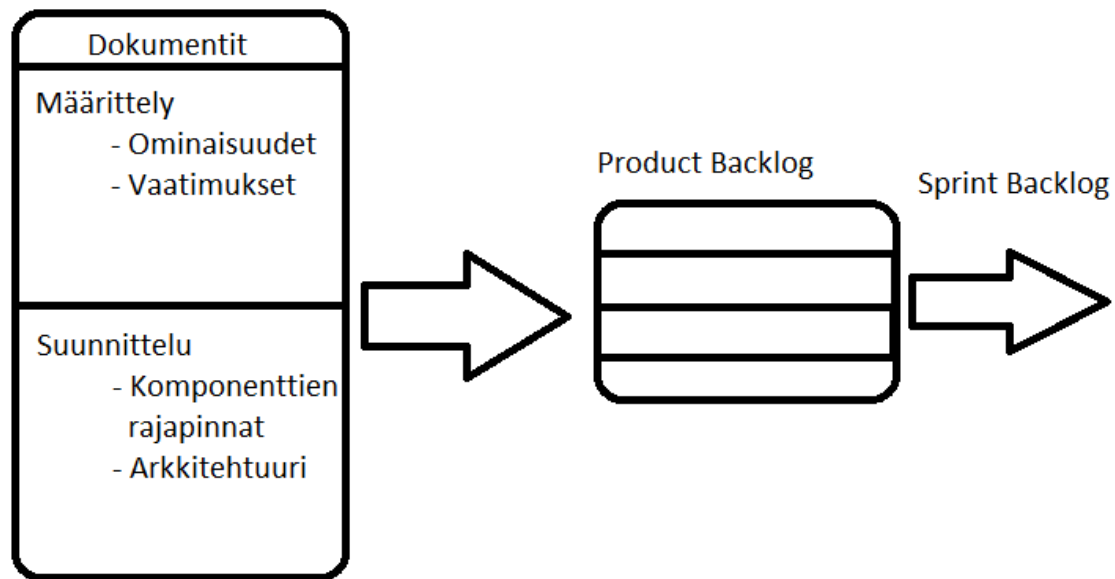 Dokumentit
Määrittely
- Ominaisuudet
- Vaatimukset
Suunnittelu
- Komponenttien
rajapinnat
- Arkkitehtuuri
Product Backlog
Sprint Backlog